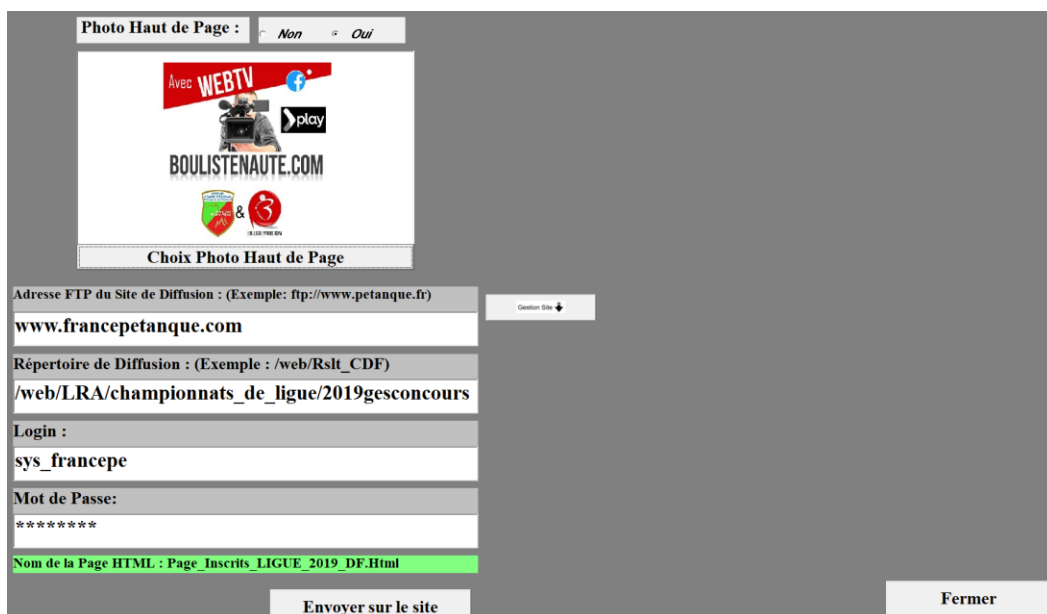 Photo Haut de Page :
Non Oui
Avec WEBTV
play
BOULISTENAUTE.COM
&
Choix Photo Haut de Page
Adresse FTP du Site de Diffusion : (Exemple: ftp://www.petanque.fr)
Gestion Site
www.francepetanque.com
Répertoire de Diffusion : (Exemple : /web/Rslt_CDF)
/web/LRA/championnats_de_ligue/2019gesconcours
Login :
sys_francepe
Mot de Passe:
********
Nom de la Page HTML : Page_Inscrits_LIGUE_2019_DF.Html
Envoyer sur le site
Fermer